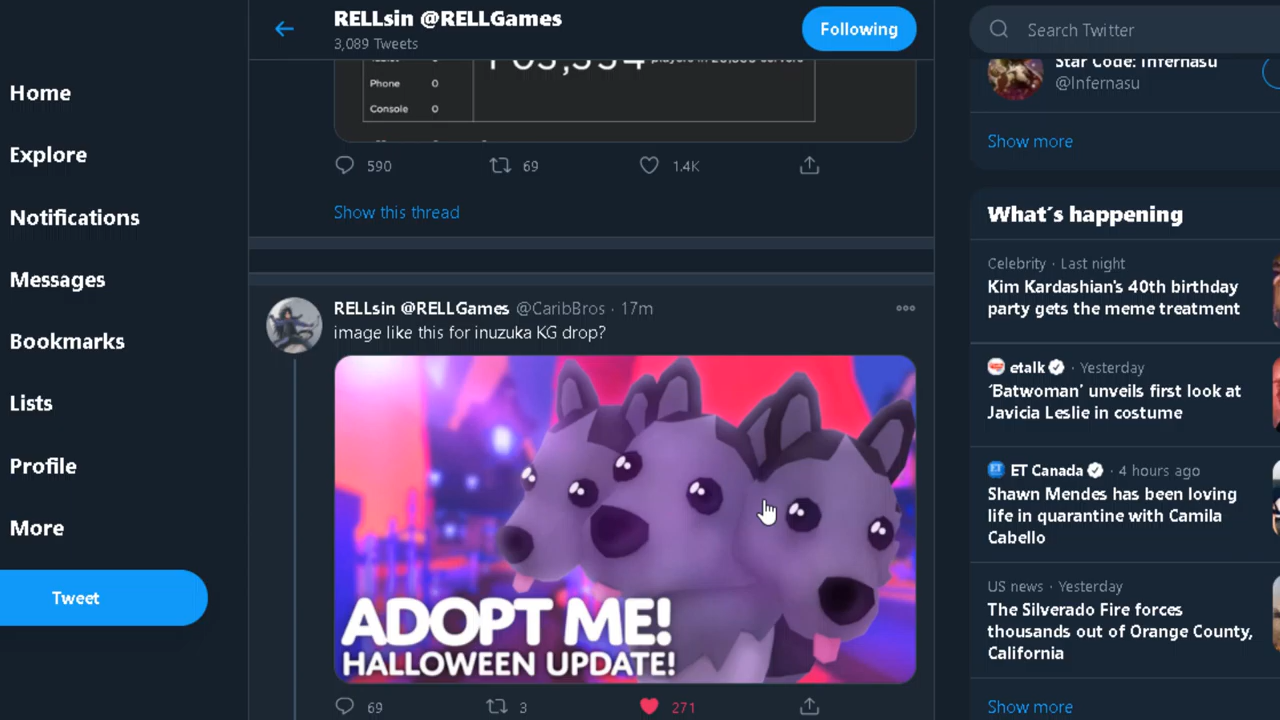 Home
Explore
Notifications
Messages
Bookmarks
Lists
Profile
More
Tweet
RELLsin @RELLGames
3,089 Tweets
Following
Phone 0
Console 0
590 69 1.4K
Show this thread
RELLsin @RELLGames @CaribBros · 17m
image like this for inuzuka KG drop?
ADOPT ME!
HALLOWEEN UPDATE!
69 3 271
Search Twitter
Star Code: Infernasu
@Infernasu
Show more
What´s happening
Celebrity · Last night
Kim Kardashian's 40th birthday
party gets the meme treatment
etalk · Yesterday
‘Batwoman’ unveils first look at
Javicia Leslie in costume
ET Canada · 4 hours ago
Shawn Mendes has been loving
life in quarantine with Camila
Cabello
US news · Yesterday
The Silverado Fire forces
thousands out of Orange County,
California
Show more